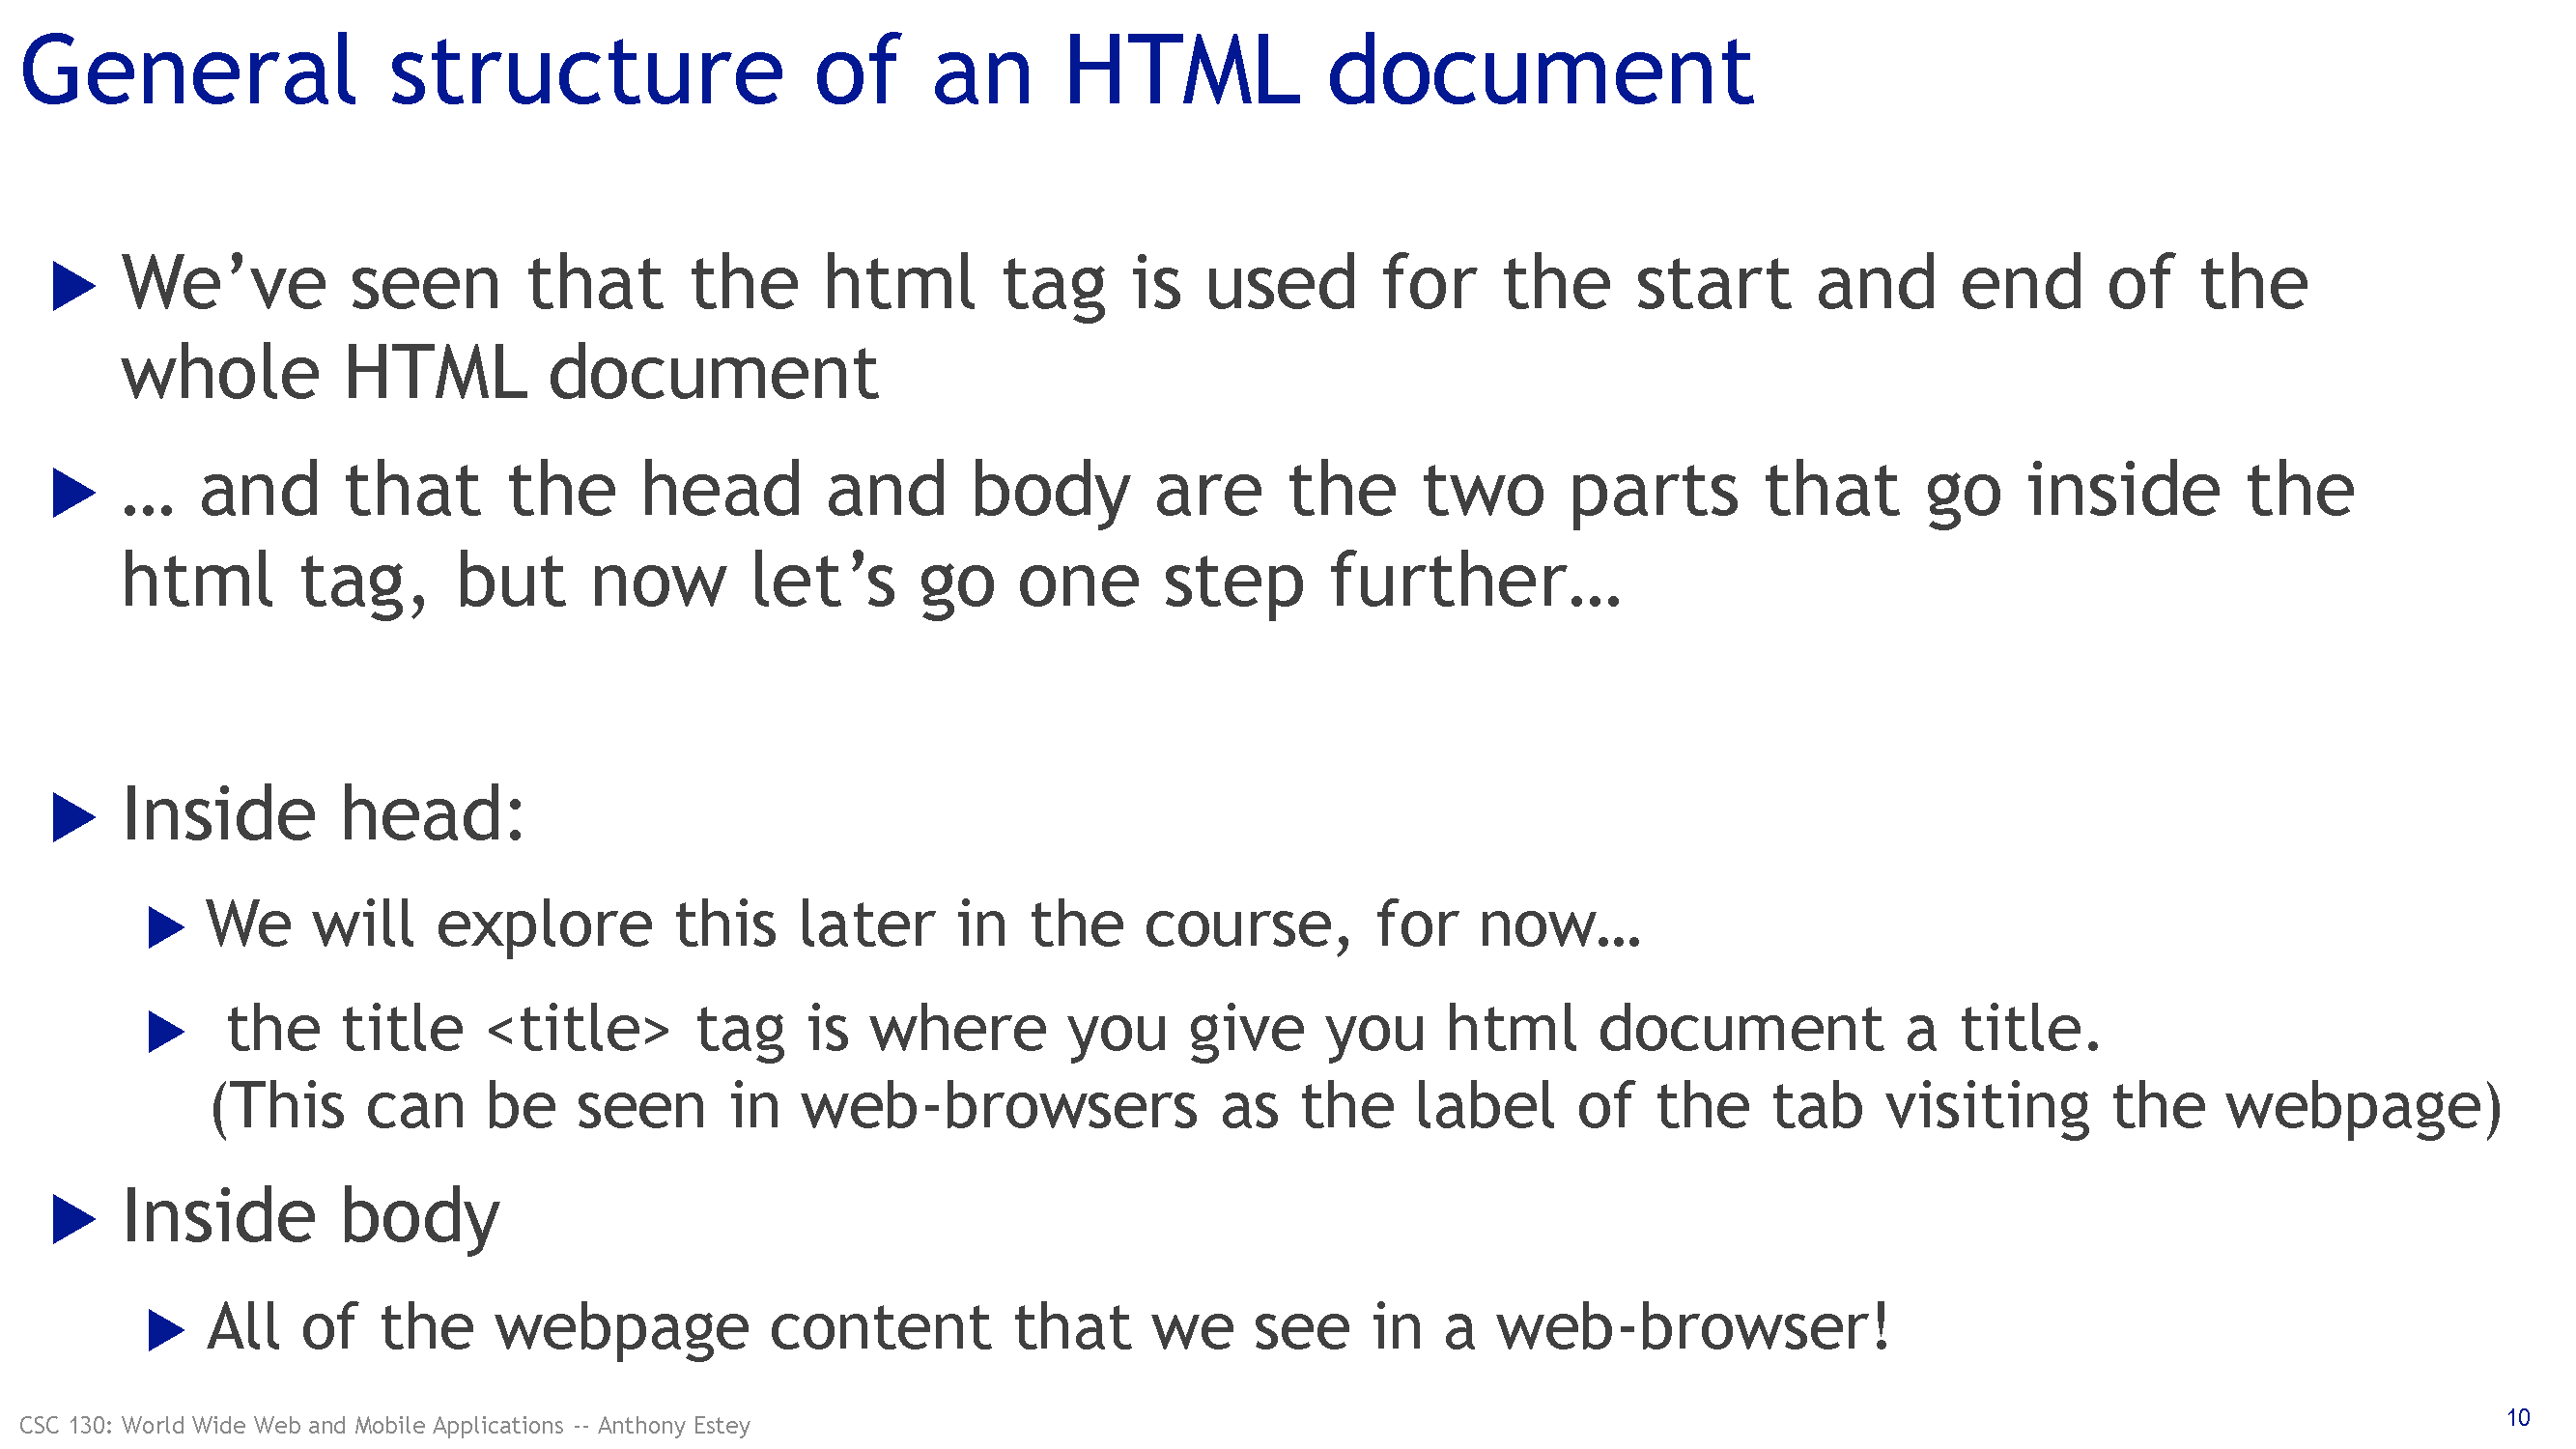 General structure of an HTML document
We’ve seen that the html tag is used for the start and end of the
whole HTML document
… and that the head and body are the two parts that go inside the
html tag, but now let’s go one step further…
Inside head:
We will explore this later in the course, for now…
the title <title> tag is where you give you html document a title.
(This can be seen in web-browsers as the label of the tab visiting the webpage)
Inside body
All of the webpage content that we see in a web-browser!
CSC 130: World Wide Web and Mobile Applications -- Anthony Estey
10